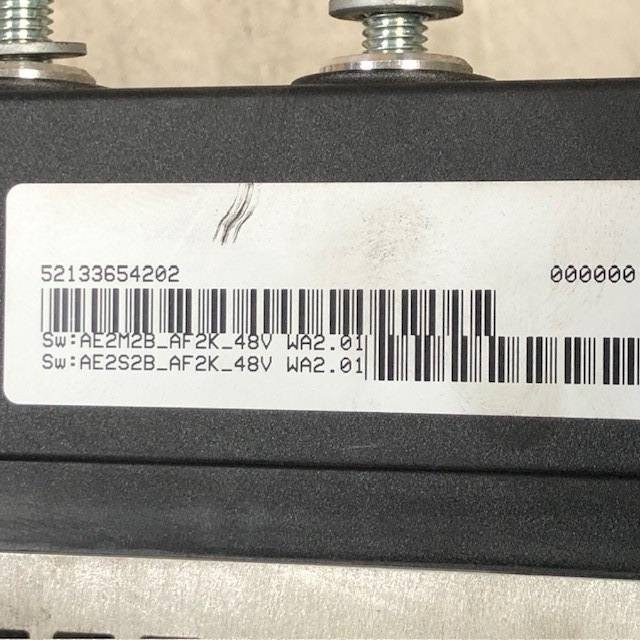 52133654202 000000
Sw:AE2M2B_AF2K_48V WA2.01
Sw:AE2S2B_AF2K_48V WA2.01